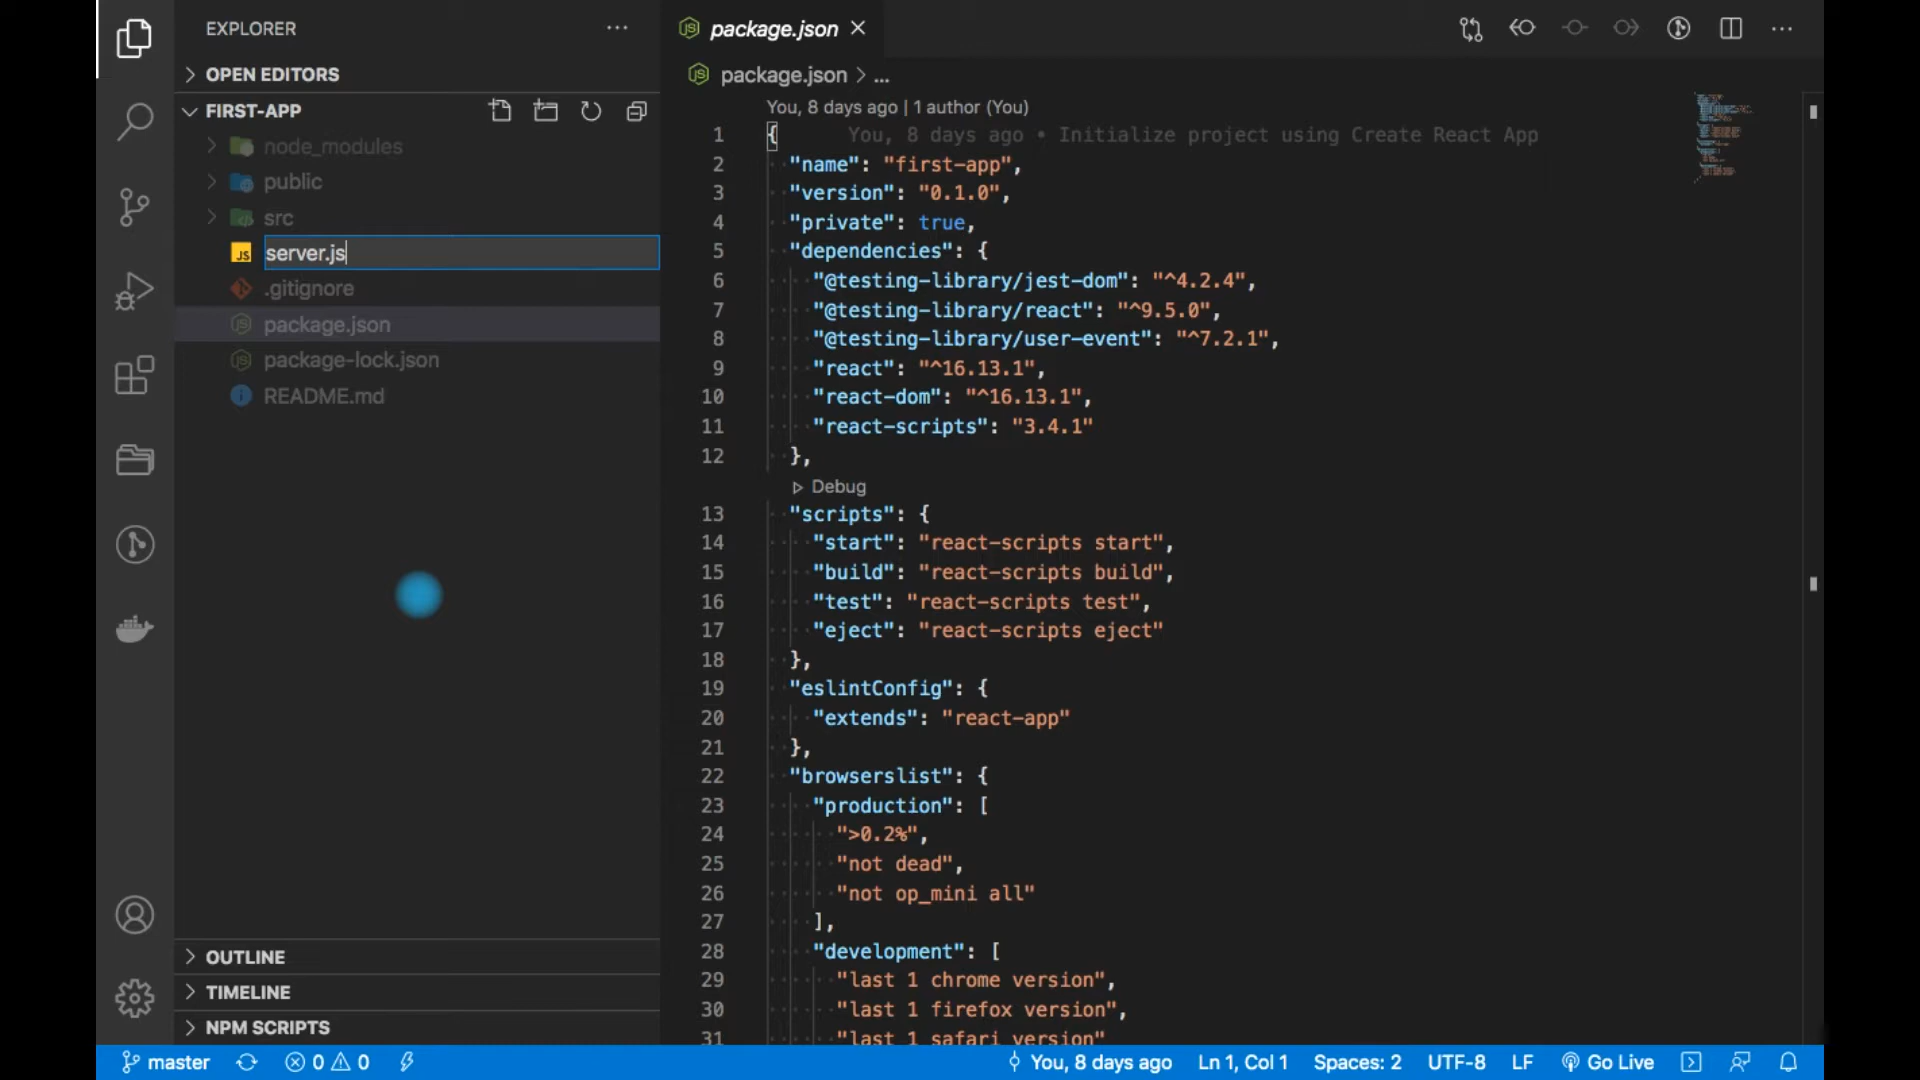 EXPLORER
OPEN EDITORS
FIRST-APP
node_modules
public
src
JS server.js
.gitignore
package.json
package-lock.json
README.md
OUTLINE
TIMELINE
NPM SCRIPTS
package.json
package.json > ...
You, 8 days ago | 1 author (You)
1 { You, 8 days ago • Initialize project using Create React App
2 "name": "first-app",
3 "version": "0.1.0",
4 "private": true,
5 "dependencies": {
6 "@testing-library/jest-dom": "^4.2.4",
7 "@testing-library/react": "^9.5.0",
8 "@testing-library/user-event": "^7.2.1",
9 "react": "^16.13.1",
10 "react-dom": "^16.13.1",
11 "react-scripts": "3.4.1"
12 },
Debug
13 "scripts": {
14 "start": "react-scripts start",
15 "build": "react-scripts build",
16 "test": "react-scripts test",
17 "eject": "react-scripts eject"
18 },
19 "eslintConfig": {
20 "extends": "react-app"
21 },
22 "browserslist": {
23 "production": [
24 ">0.2%",
25 "not dead",
26 "not op_mini all"
27 ],
28 "development": [
29 "last 1 chrome version",
30 "last 1 firefox version",
31 "last 1 safari version"
master 0 0 You, 8 days ago Ln 1, Col 1 Spaces: 2 UTF-8 LF Go Live